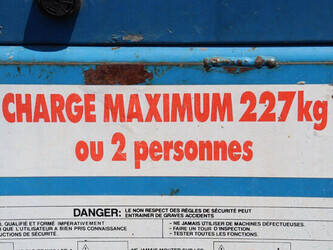 CHARGE MAXIMUM 227kg
ou 2 personnes
DANGER: LE NON RESPECT DES RÈGLES DE SÉCURITÉ PEUT
ENTRAINER DE GRAVES ACCIDENTS
QUALIFIÉ ET FORMÉ IMPÉRATIVEMENT
QUE L'UTILISATEUR A BIEN PRIS CONNAISSANCE
DE SÉCURITÉ.
- NE JAMAIS UTILISER DE MACHINES DÉFECTUEUSES.
- FAIRE UN TOUR D'INSPECTION
- TESTER TOUTES LES FONCTIONS.